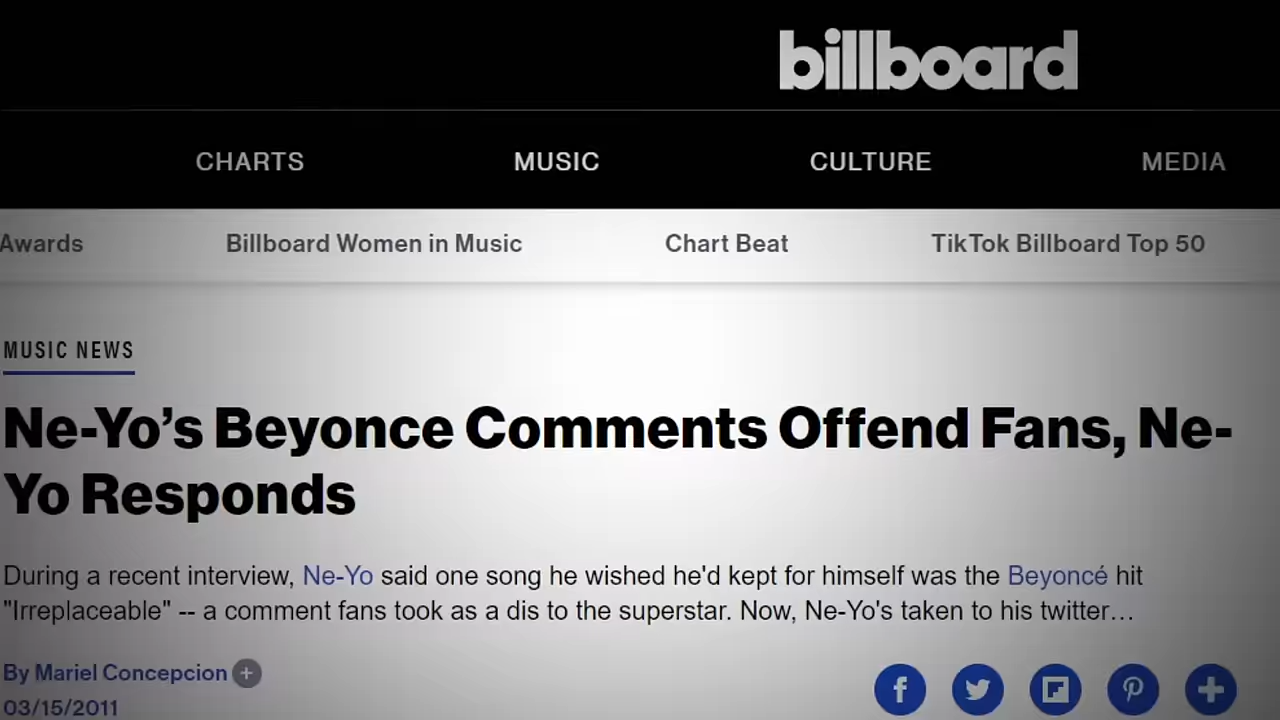 billboard
CHARTS MUSIC CULTURE MEDIA
Awards Billboard Women in Music Chart Beat TikTok Billboard Top 50
MUSIC NEWS
Ne-Yo’s Beyonce Comments Offend Fans, Ne-
Yo Responds
During a recent interview, Ne-Yo said one song he wished he'd kept for himself was the Beyoncé hit
"Irreplaceable" -- a comment fans took as a dis to the superstar. Now, Ne-Yo's taken to his twitter…
By Mariel Concepcion +
03/15/2011